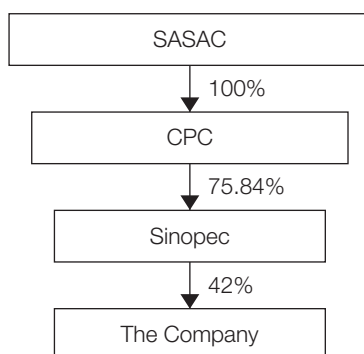 SASAC
100%
CPC
75.84%
Sinopec
42%
The Company